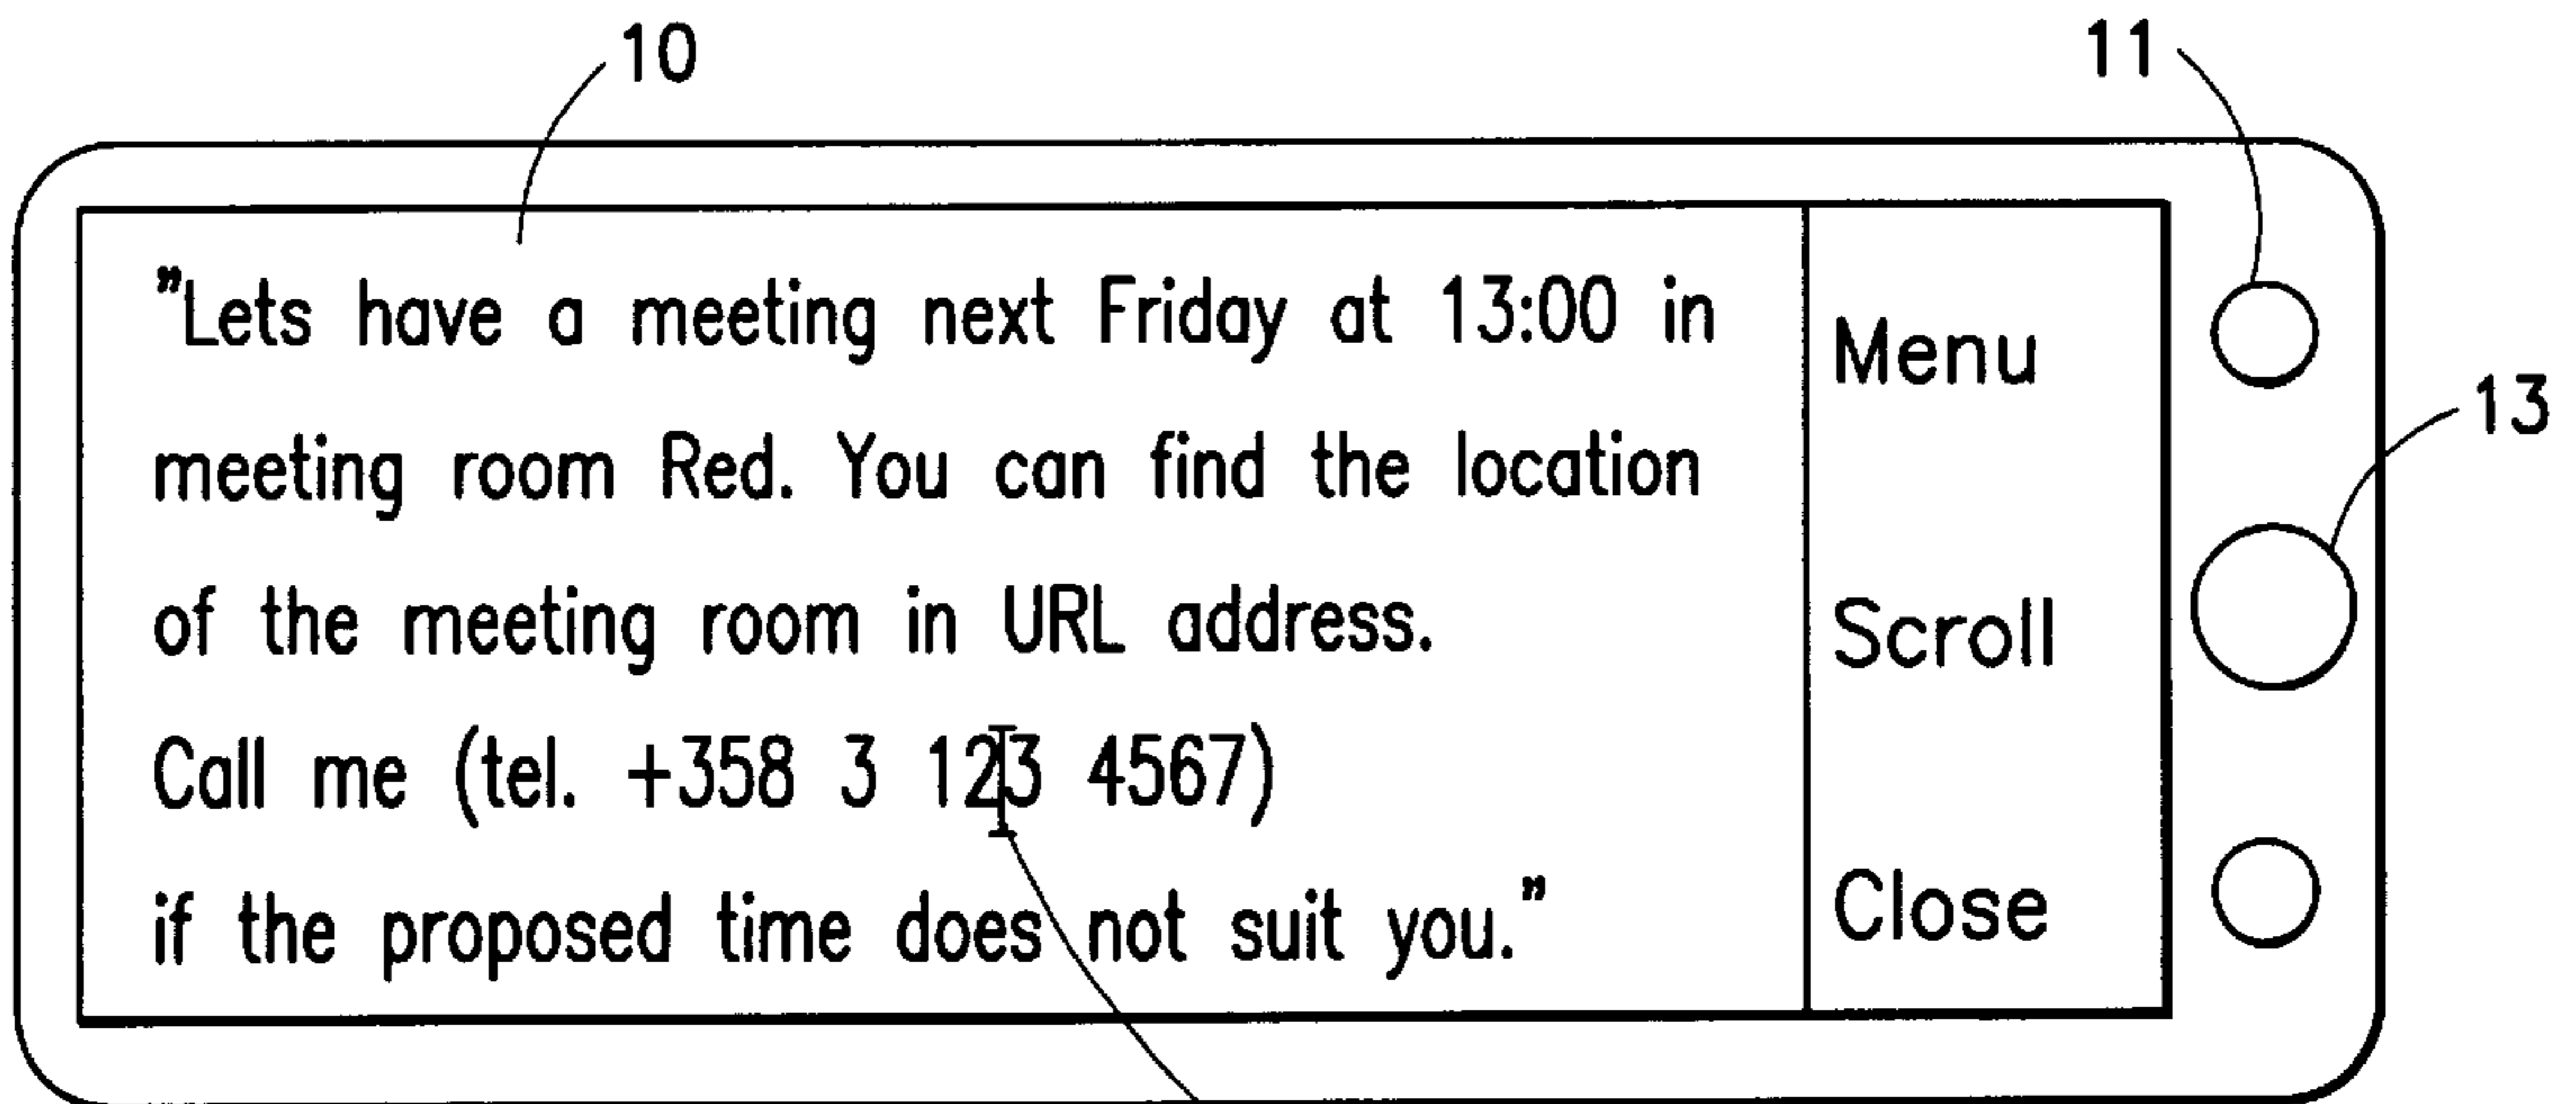 10
11
"Lets have a meeting next Friday at 13:00 in
Menu
13
meeting room Red. You can find the location
of the meeting room in URL address.
Scroll
Call me (tel. +358 3 123 4567)
if the proposed time does not suit you."
Close